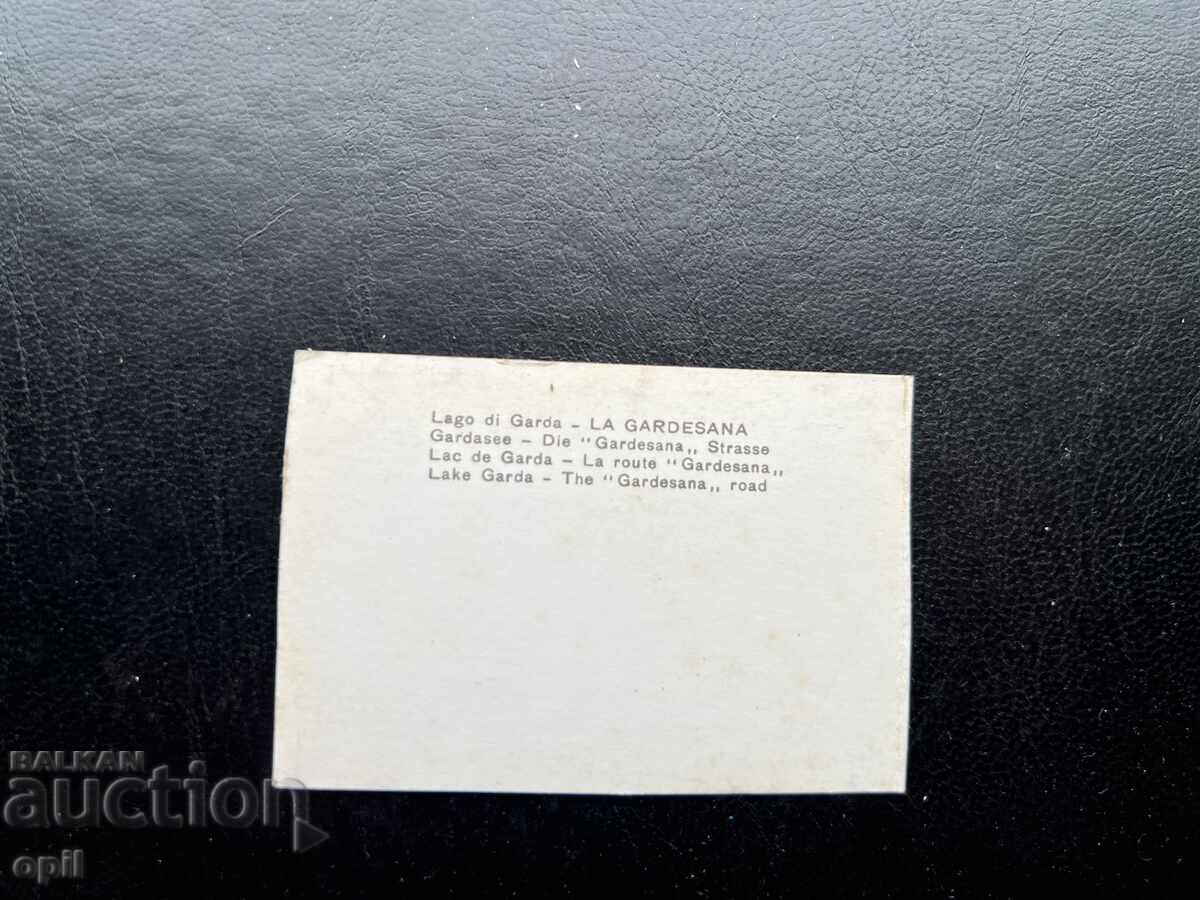 Lago di Garda – LA GARDESANA
Gardasee – Die "Gardesana„ Strasse
Lac de Garda – La route "Gardesana„
Lake Garda – The "Gardesana„ road
BALKAN
auction
opil